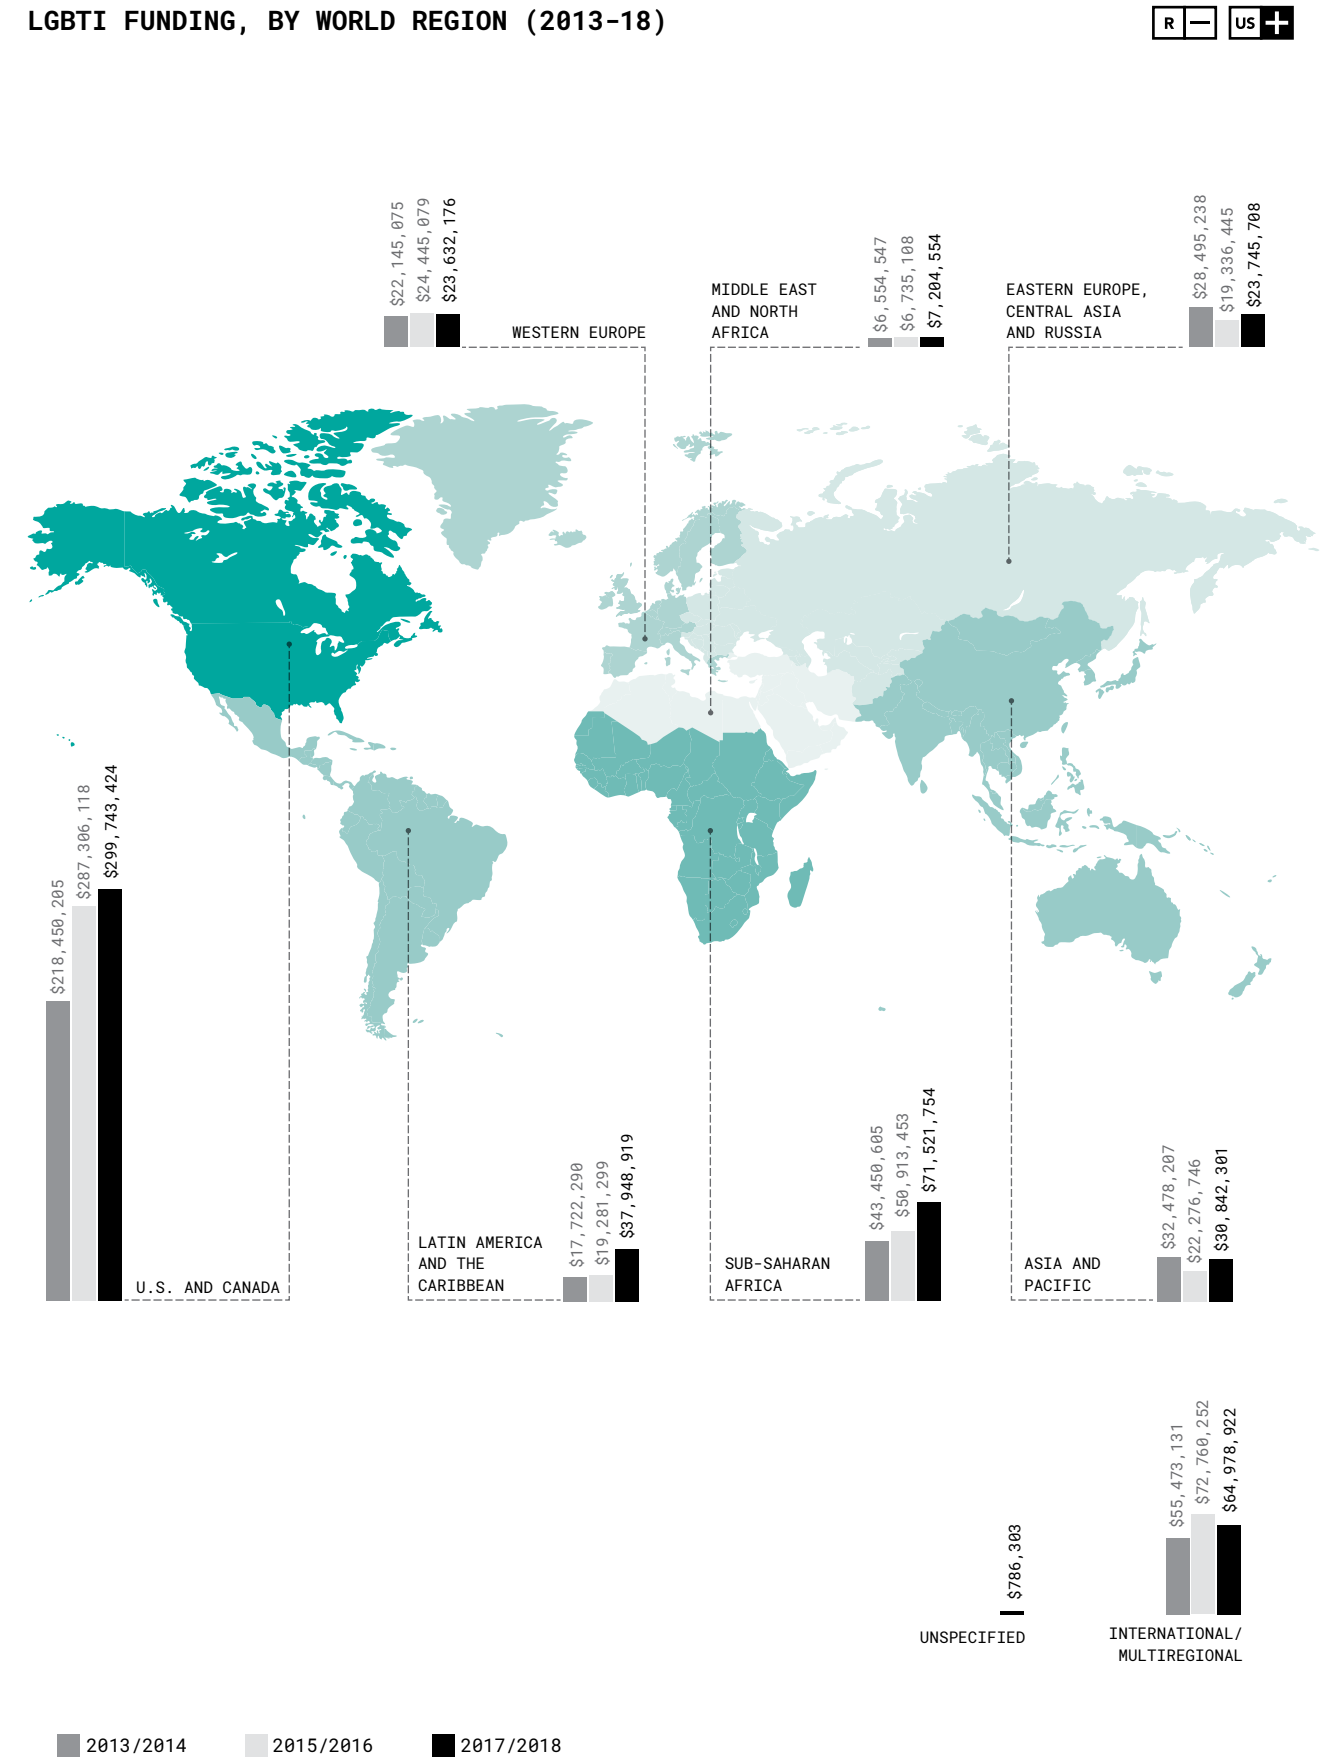 LGBTI FUNDING, BY WORLD REGION (2013-18)
R
US
$22,145,075
$24,445,079
$23,632,176
WESTERN EUROPE
MIDDLE EAST
AND NORTH
AFRICA
$6,554,547
$6,735,108
$7,204,554
EASTERN EUROPE,
CENTRAL ASIA
AND RUSSIA
$28,495,238
$19,336,445
$23,745,708
$218,450,205
$287,306,118
$299,743,424
U.S. AND CANADA
LATIN AMERICA
AND THE
CARIBBEAN
$17,722,290
$19,281,299
$37,948,919
SUB-SAHARAN
AFRICA
$43,450,605
$50,913,453
$71,521,754
ASIA AND
PACIFIC
$32,478,207
$22,276,746
$30,842,301
$786,303
UNSPECIFIED
$55,473,131
$72,760,252
$64,978,922
INTERNATIONAL/
MULTIREGIONAL
2013/2014
2015/2016
2017/2018